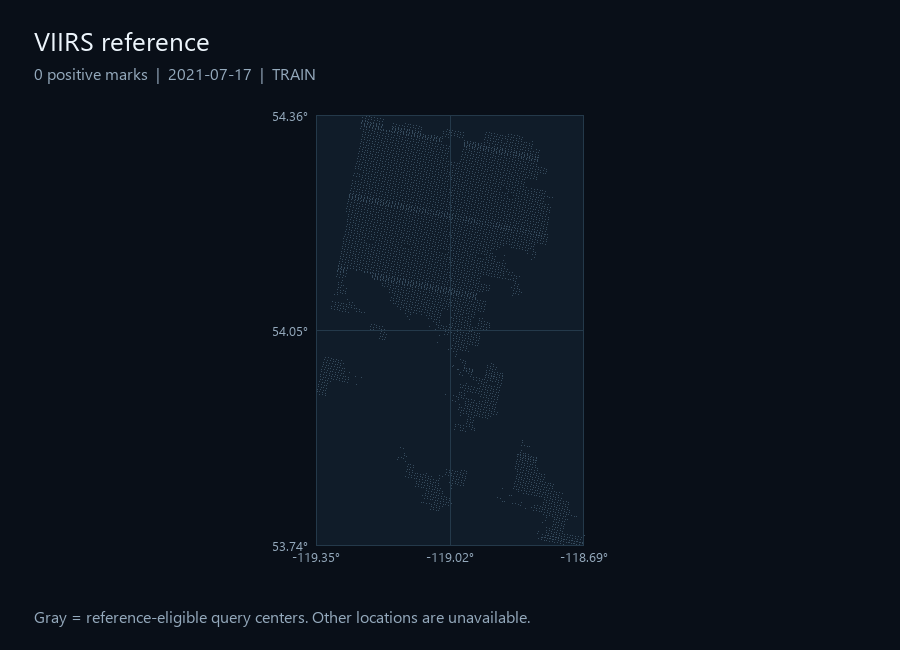 VIIRS reference
0 positive marks | 2021-07-17 | TRAIN
54.36°
54.05°
53.74°
-119.35° -119.02° -118.69°
Gray = reference-eligible query centers. Other locations are unavailable.